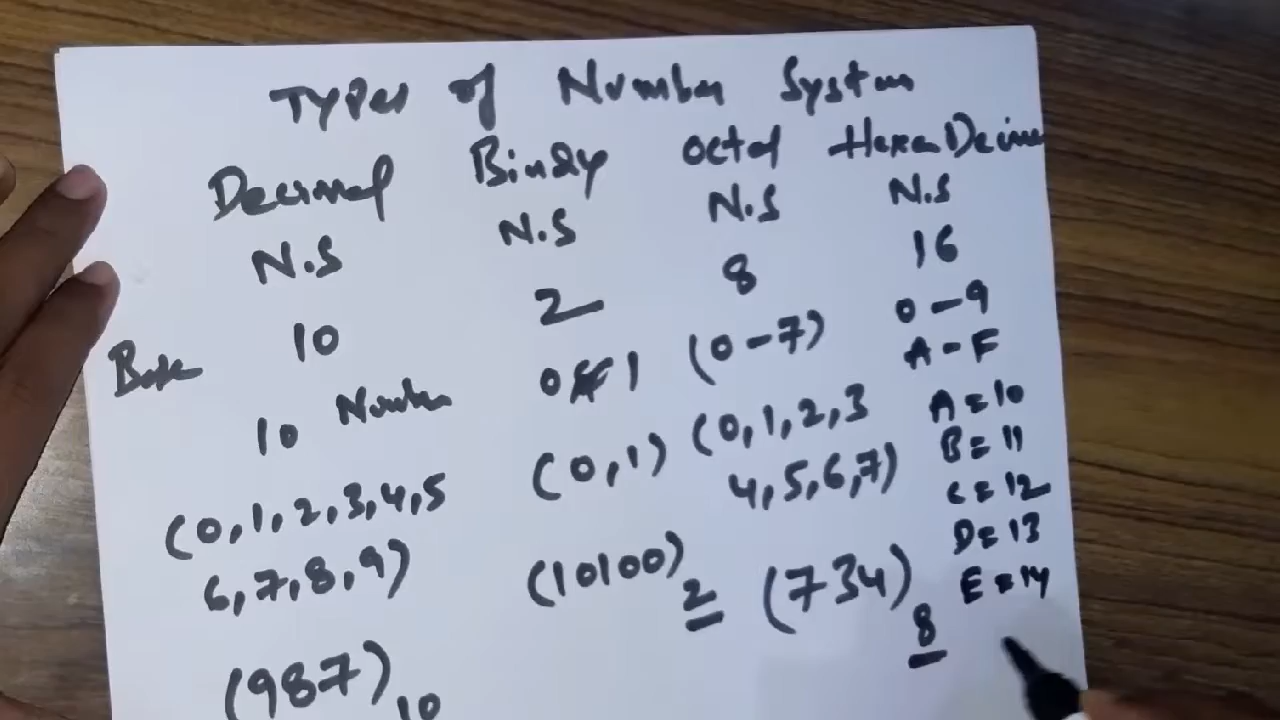 Types of Number System
Decimal Binary Octal HexaDecim
N.S N.S N.S N.S
Base 10 2 8 16
10 Number 0 & 1 (0-7) 0-9
A-F
(0,1,2,3,4,5 (0,1) (0,1,2,3 A=10
6,7,8,9) 4,5,6,7) B=11
C=12
D=13
(987)10 (10100)2 (734)8 E=14